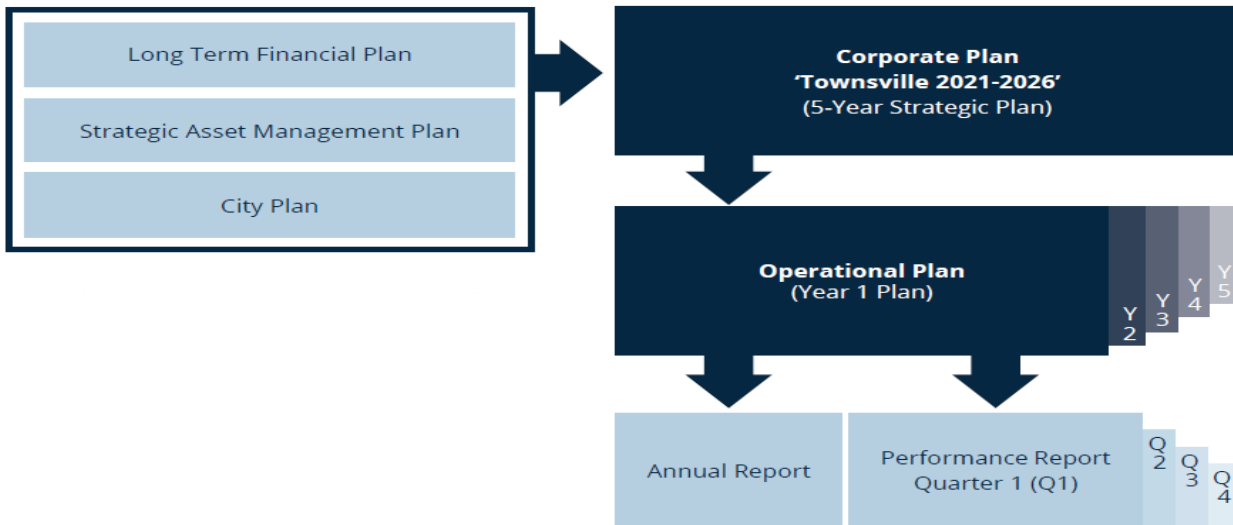 Long Term Financial Plan
Strategic Asset Management Plan
City Plan
Corporate Plan
‘Townsville 2021-2026’
(5-Year Strategic Plan)
Operational Plan
(Year 1 Plan)
Y
2
Y
3
Y
4
Y
5
Annual Report
Performance Report
Quarter 1 (Q1)
Q
2
Q
3
Q
4